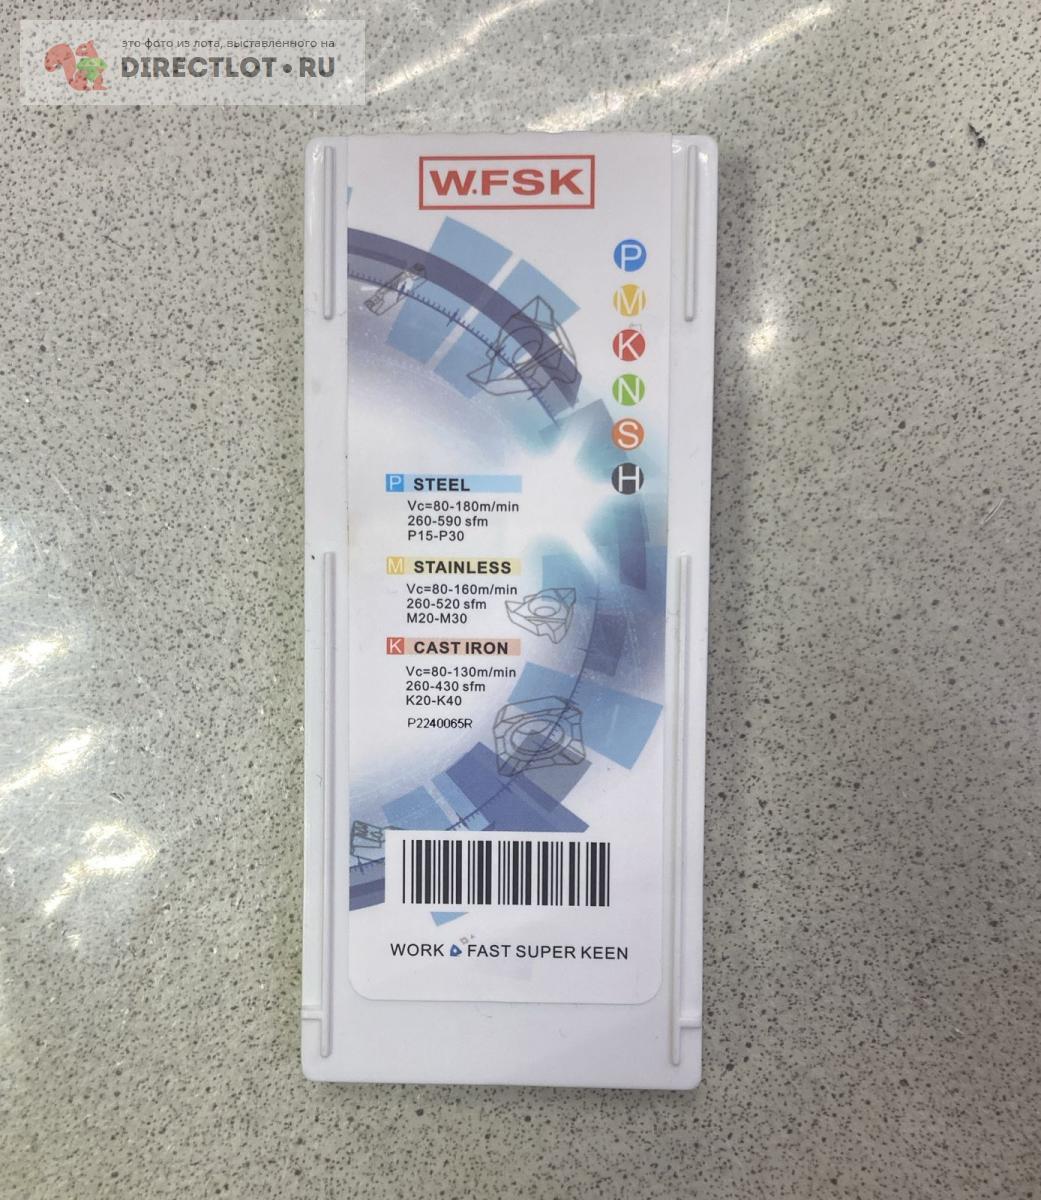 это фото из лота, выставленного на
DIRECTLOT.RU
W.FSK
P
M
K
N
S
H
P STEEL
Vc=80-180m/min
260-590 sfm
P15-P30
M STAINLESS
Vc=80-160m/min
260-520 sfm
M20-M30
K CAST IRON
Vc=80-130m/min
260-430 sfm
K20-K40
P2240065R
WORK FAST SUPER KEEN